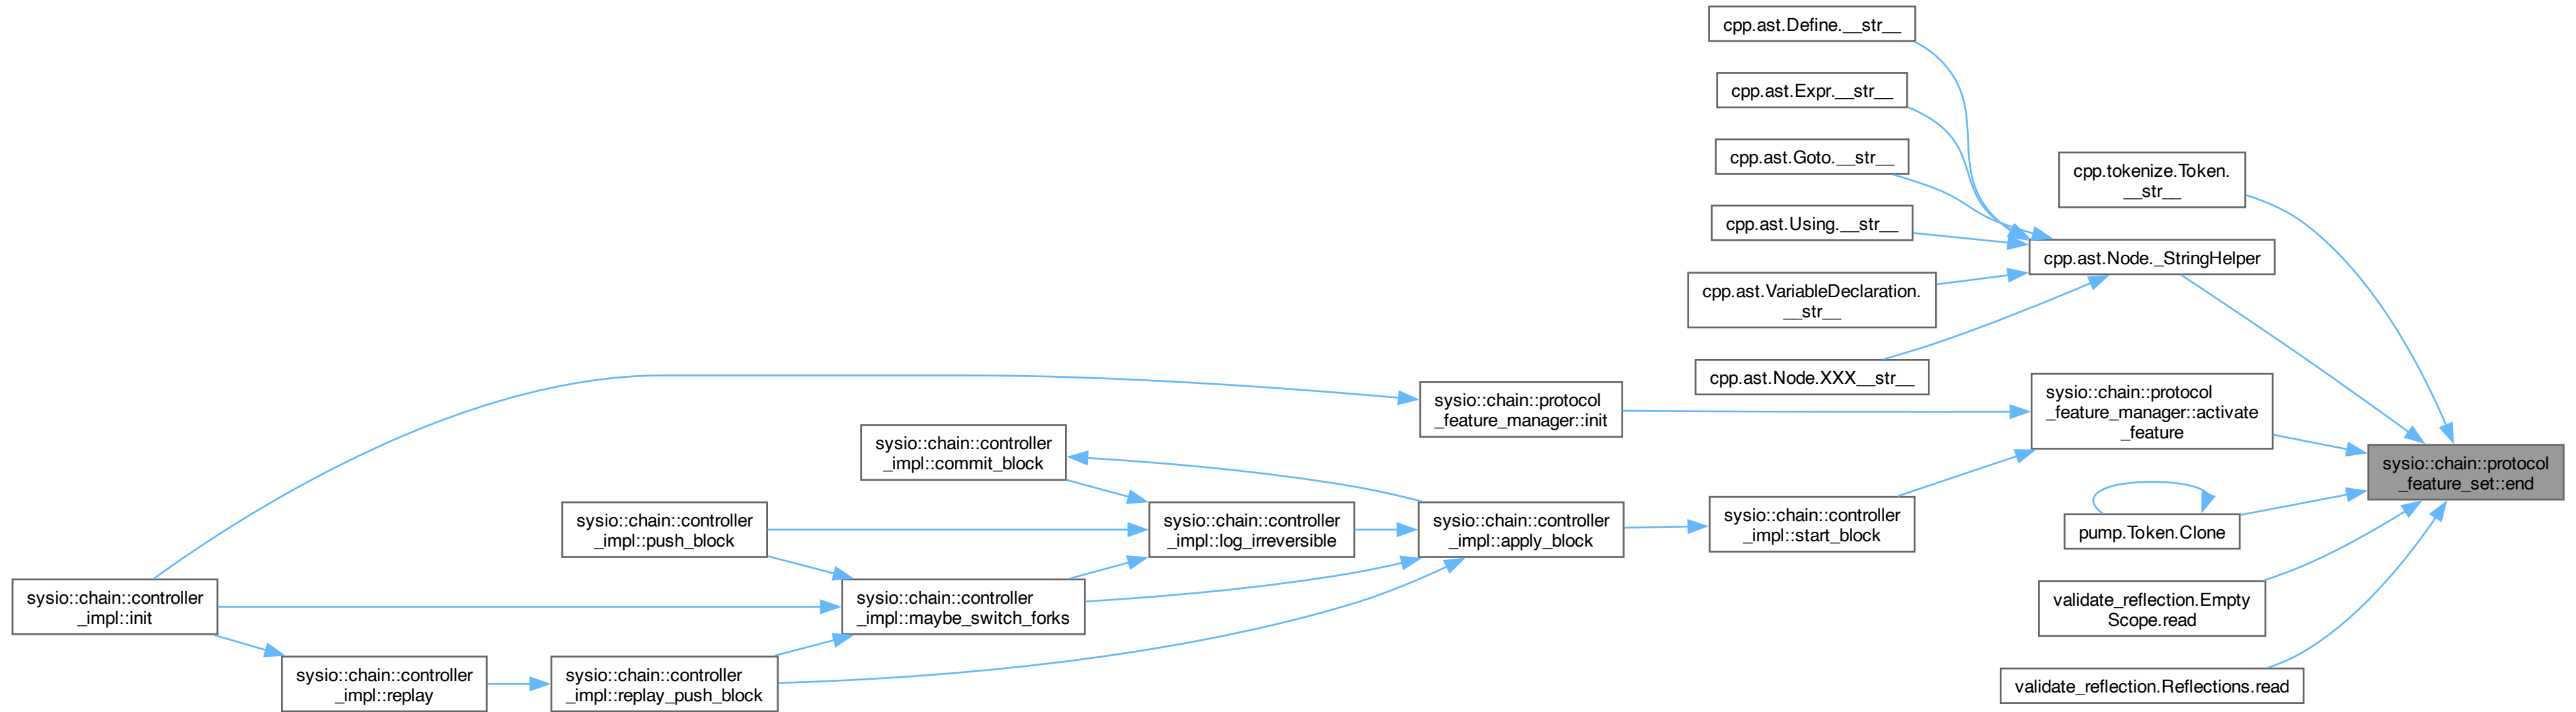 cpp.ast.Define.__str__
cpp.ast.Expr.__str__
cpp.ast.Goto.__str__
cpp.ast.Using.__str__
cpp.ast.VariableDeclaration.
__str__
cpp.ast.Node.XXX__str__
cpp.tokenize.Token.
__str__
cpp.ast.Node._StringHelper
sysio::chain::protocol
_feature_manager::activate
_feature
sysio::chain::protocol
_feature_manager::init
sysio::chain::protocol
_feature_set::end
sysio::chain::controller
_impl::commit_block
sysio::chain::controller
_impl::push_block
sysio::chain::controller
_impl::log_irreversible
sysio::chain::controller
_impl::apply_block
sysio::chain::controller
_impl::start_block
pump.Token.Clone
sysio::chain::controller
_impl::init
sysio::chain::controller
_impl::maybe_switch_forks
validate_reflection.Empty
Scope.read
sysio::chain::controller
_impl::replay
sysio::chain::controller
_impl::replay_push_block
validate_reflection.Reflections.read